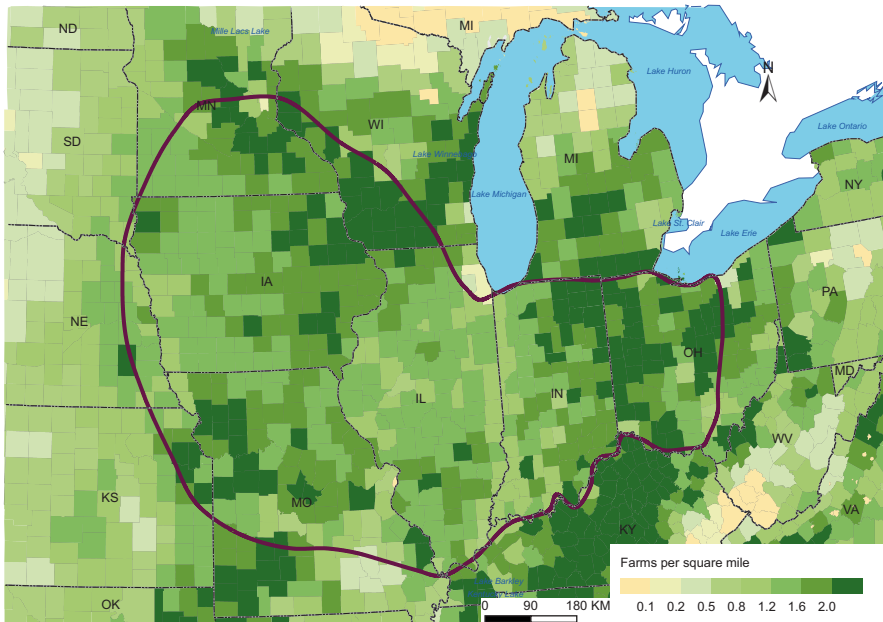 ND
MI
Mille Lacs Lake
N
Lake Huron
MN
WI
Lake Ontario
SD
Lake
MI
NY
Lake Michigan
Lake St. Clair
Lake Erie
IA
PA
NE
OH
MD
IL
IN
WV
KS
MO
VA
KY
OK
Barkley
Lake
0 90 180 KM
Farms per square mile
0.1 0.2 0.5 0.8 1.2 1.6 2.0